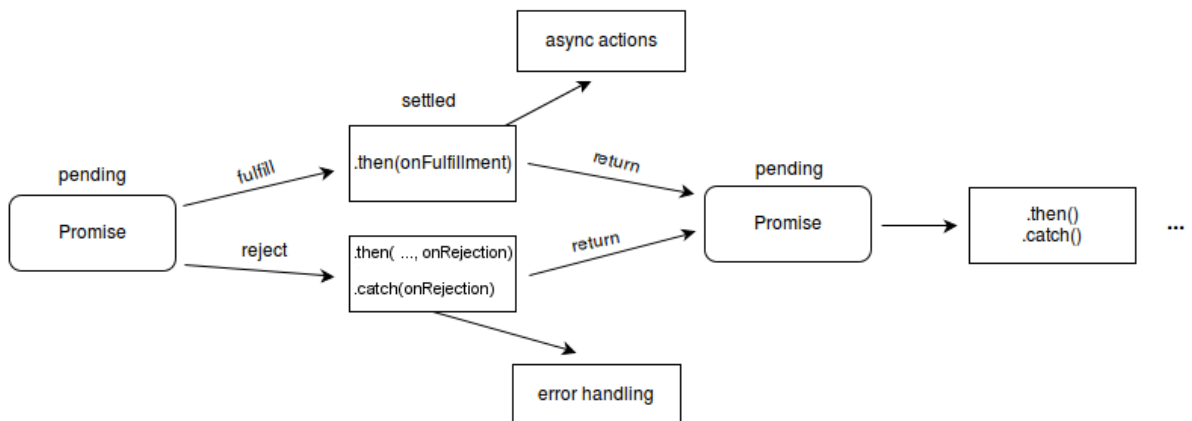 async actions
settled
.then(onFulfillment)
pending
fulfill
return
pending
Promise
Promise
.then()
.catch()
...
reject
.then( ..., onRejection)
.catch(onRejection)
return
error handling